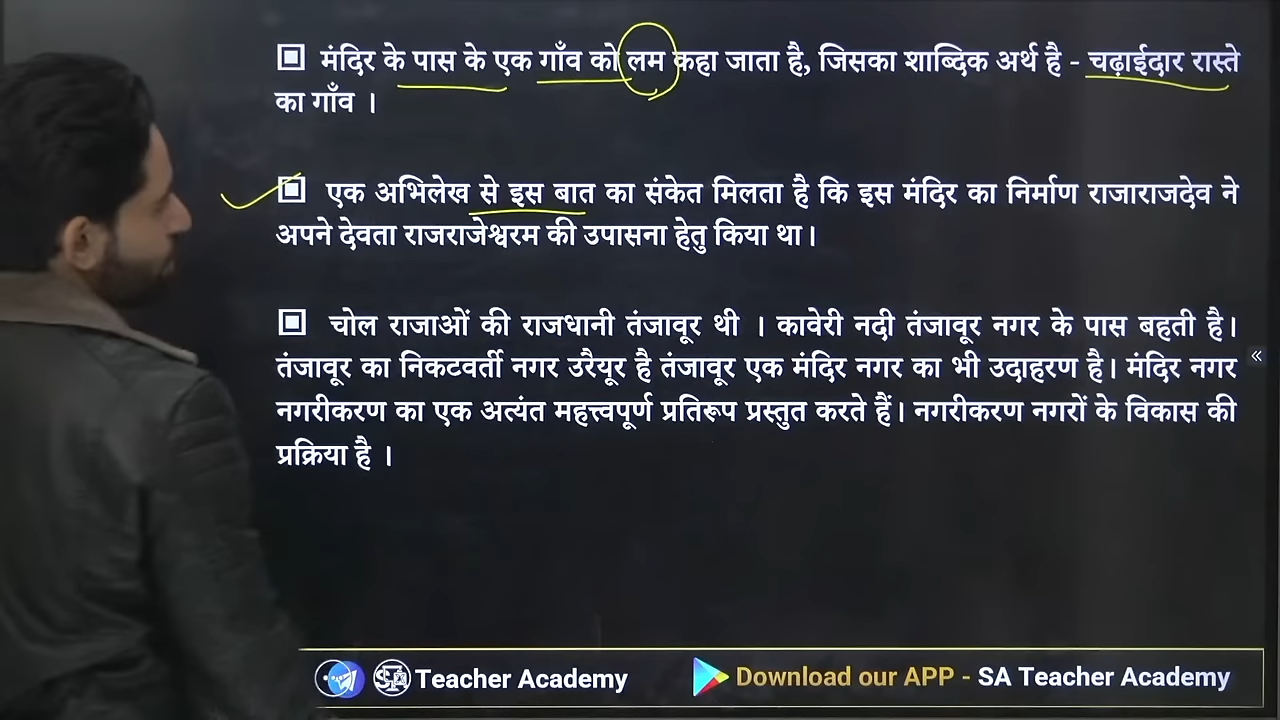 मंदिर के पास के एक गाँव को लम कहा जाता है, जिसका शाब्दिक अर्थ है - चढ़ाईदार रास्ते
का गाँव ।
एक अभिलेख से इस बात का संकेत मिलता है कि इस मंदिर का निर्माण राजाराजदेव ने
अपने देवता राजराजेश्वरम की उपासना हेतु किया था।
चोल राजाओं की राजधानी तंजावूर थी । कावेरी नदी तंजावूर नगर के पास बहती है।
तंजावूर का निकटवर्ती नगर उरैयूर है तंजावूर एक मंदिर नगर का भी उदाहरण है। मंदिर नगर
नगरीकरण का एक अत्यंत महत्त्वपूर्ण प्रतिरूप प्रस्तुत करते हैं। नगरीकरण नगरों के विकास की
प्रक्रिया है ।
Teacher Academy
Download our APP - SA Teacher Academy